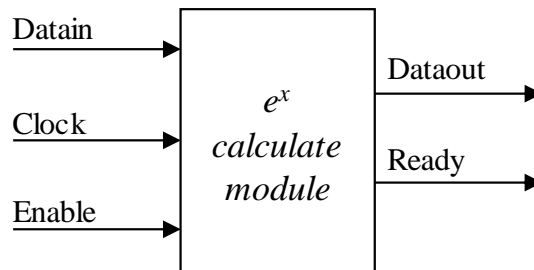 Datain
Clock
Enable
e^x
calculate
module
Dataout
Ready